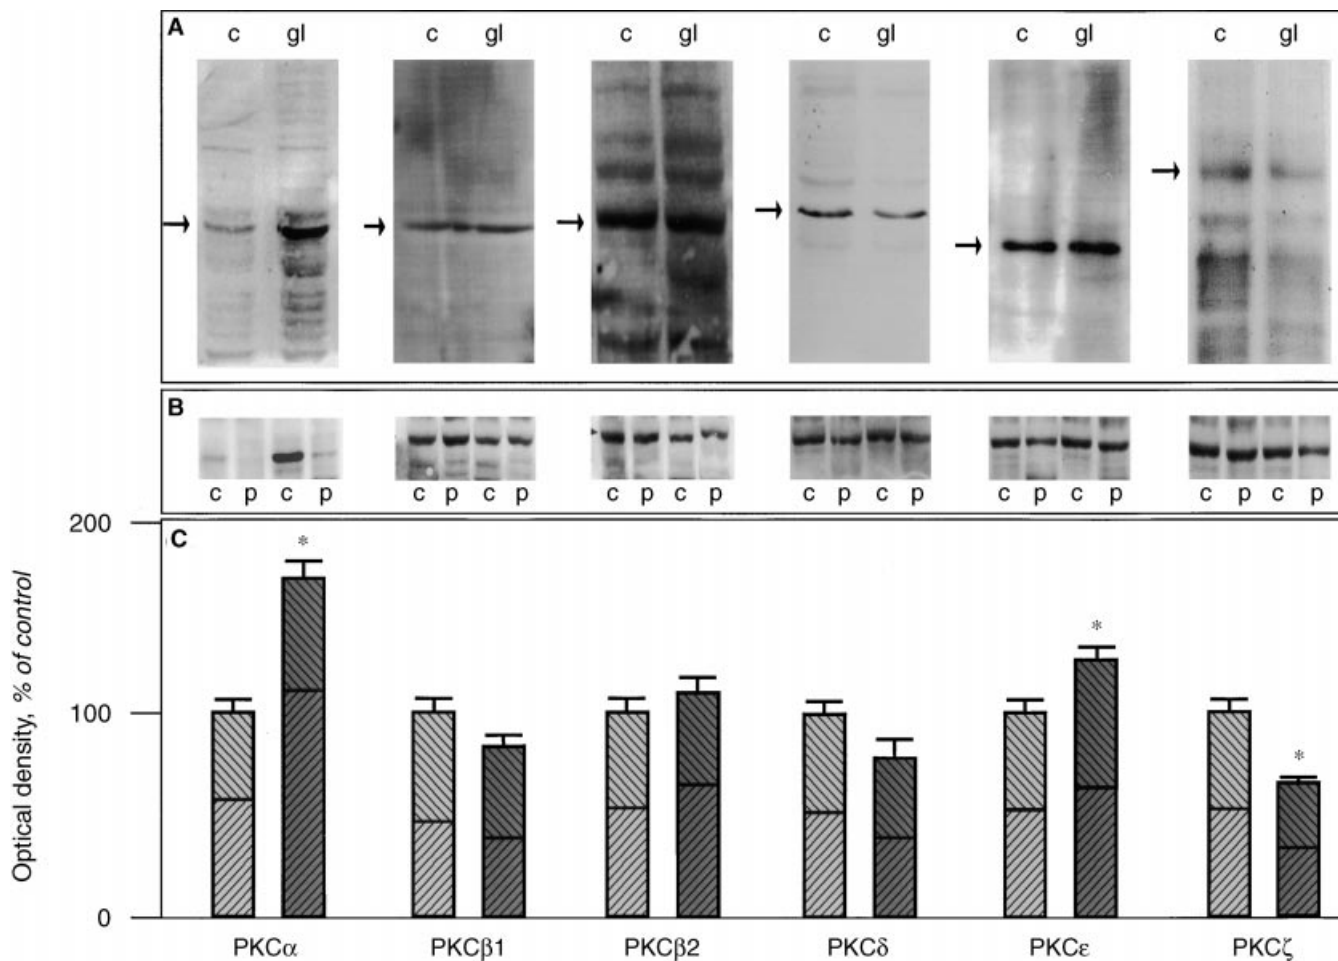 A
c gl c gl c gl c gl c gl c gl
B
c p c p c p c p c p c p c p c p c p c p c p c p
C
200
100
0
Optical density, % of control
* * *
PKCα PKCβ1 PKCβ2 PKCδ PKCε PKCζ